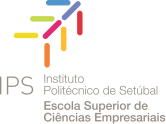 IPS Instituto
Politécnico de Setúbal
Escola Superior de
Ciências Empresariais